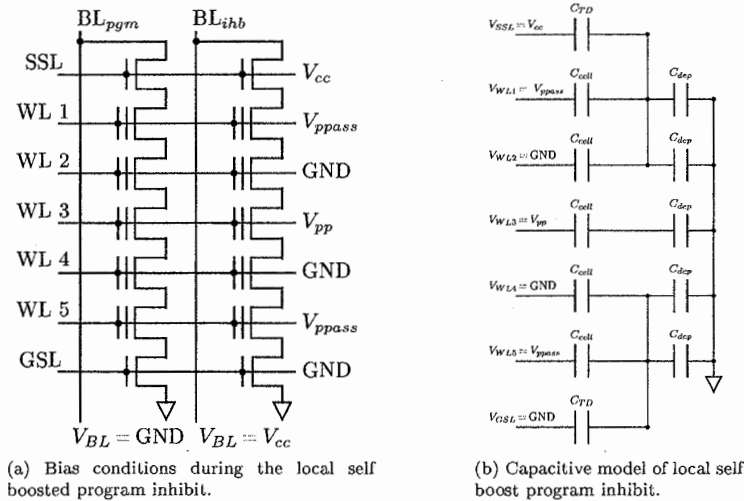 BLpgm BLihb
SSL Vcc
WL 1 Vppass
WL 2 GND
WL 3 Vpp
WL 4 GND
WL 5 Vppass
GSL GND
VBL = GND VBL = Vcc
(a) Bias conditions during the local self
boosted program inhibit.
CTD
VSSL = Vcc
Ccell Cdep
VWL1 = Vppass
Ccell Cdep
VWL2 = GND
Ccell Cdep
VWL3 = Vpp
Ccell Cdep
VWL4 = GND
Ccell Cdep
VWL5 = Vppass
CTD
VGSL = GND
(b) Capacitive model of local self
boost program inhibit.